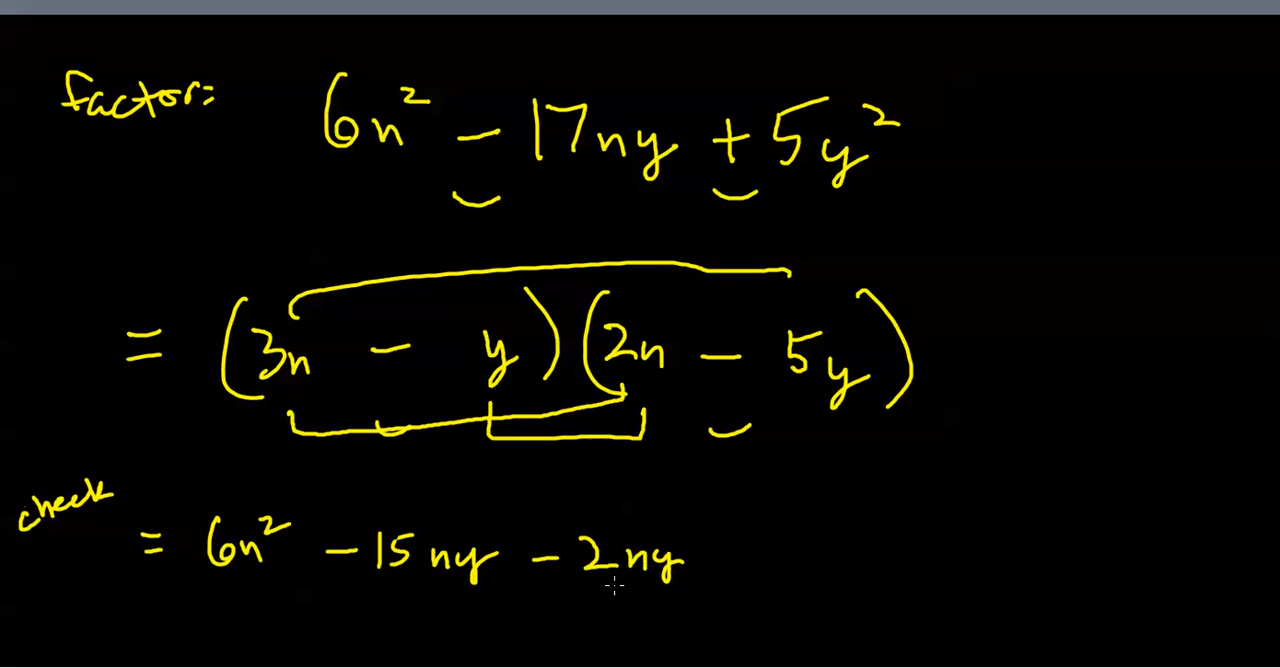 factor: 6n² - 17ny + 5y²
= (3n - y)(2n - 5y)
check
= 6n² - 15ny - 2ny